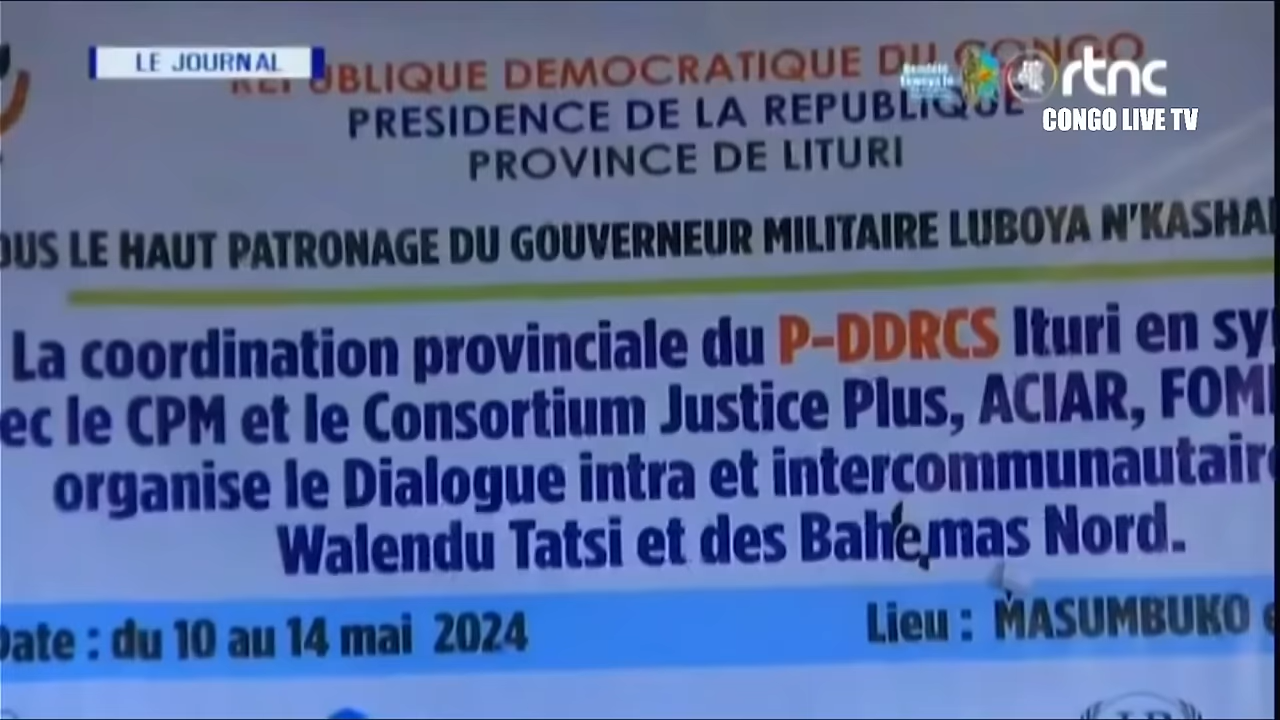 LE JOURNAL
rtnc
CONGO LIVE TV
REPUBLIQUE DEMOCRATIQUE DU CONGO
PRESIDENCE DE LA REPUBLIQUE
PROVINCE DE LITURI
OUS LE HAUT PATRONAGE DU GOUVERNEUR MILITAIRE LUBOYA N'KASHA
La coordination provinciale du P-DDRCS Ituri en sy
ec le CPM et le Consortium Justice Plus, ACIAR, FOM
organise le Dialogue intra et intercommunautair
Walendu Tatsi et des Bahemas Nord.
Date : du 10 au 14 mai 2024
Lieu : MASUMBUKO e